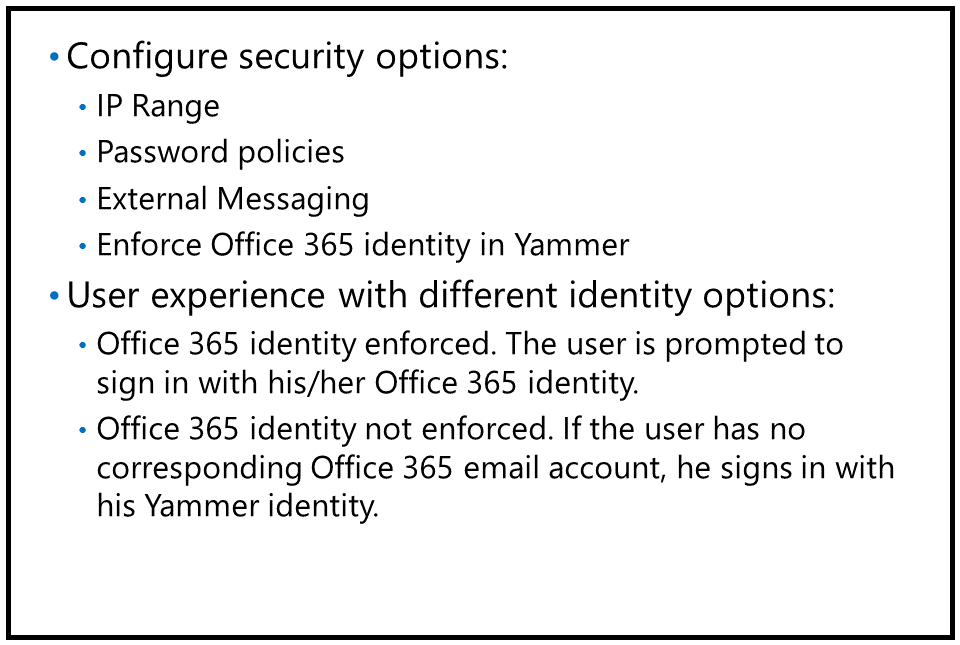 • Configure security options:
• IP Range
• Password policies
• External Messaging
• Enforce Office 365 identity in Yammer
• User experience with different identity options:
• Office 365 identity enforced. The user is prompted to
sign in with his/her Office 365 identity.
• Office 365 identity not enforced. If the user has no
corresponding Office 365 email account, he signs in with
his Yammer identity.